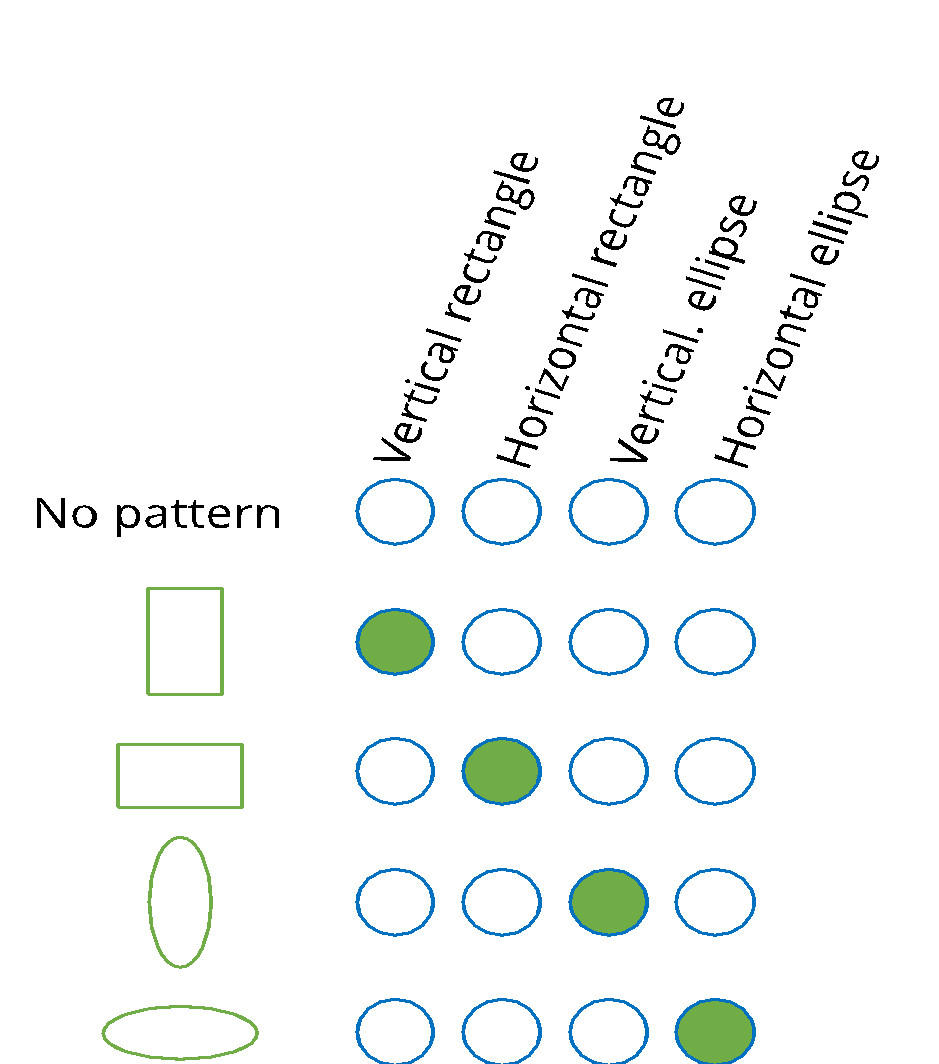 Vertical rectangle
Horizontal rectangle
Vertical. ellipse
Horizontal ellipse
No pattern